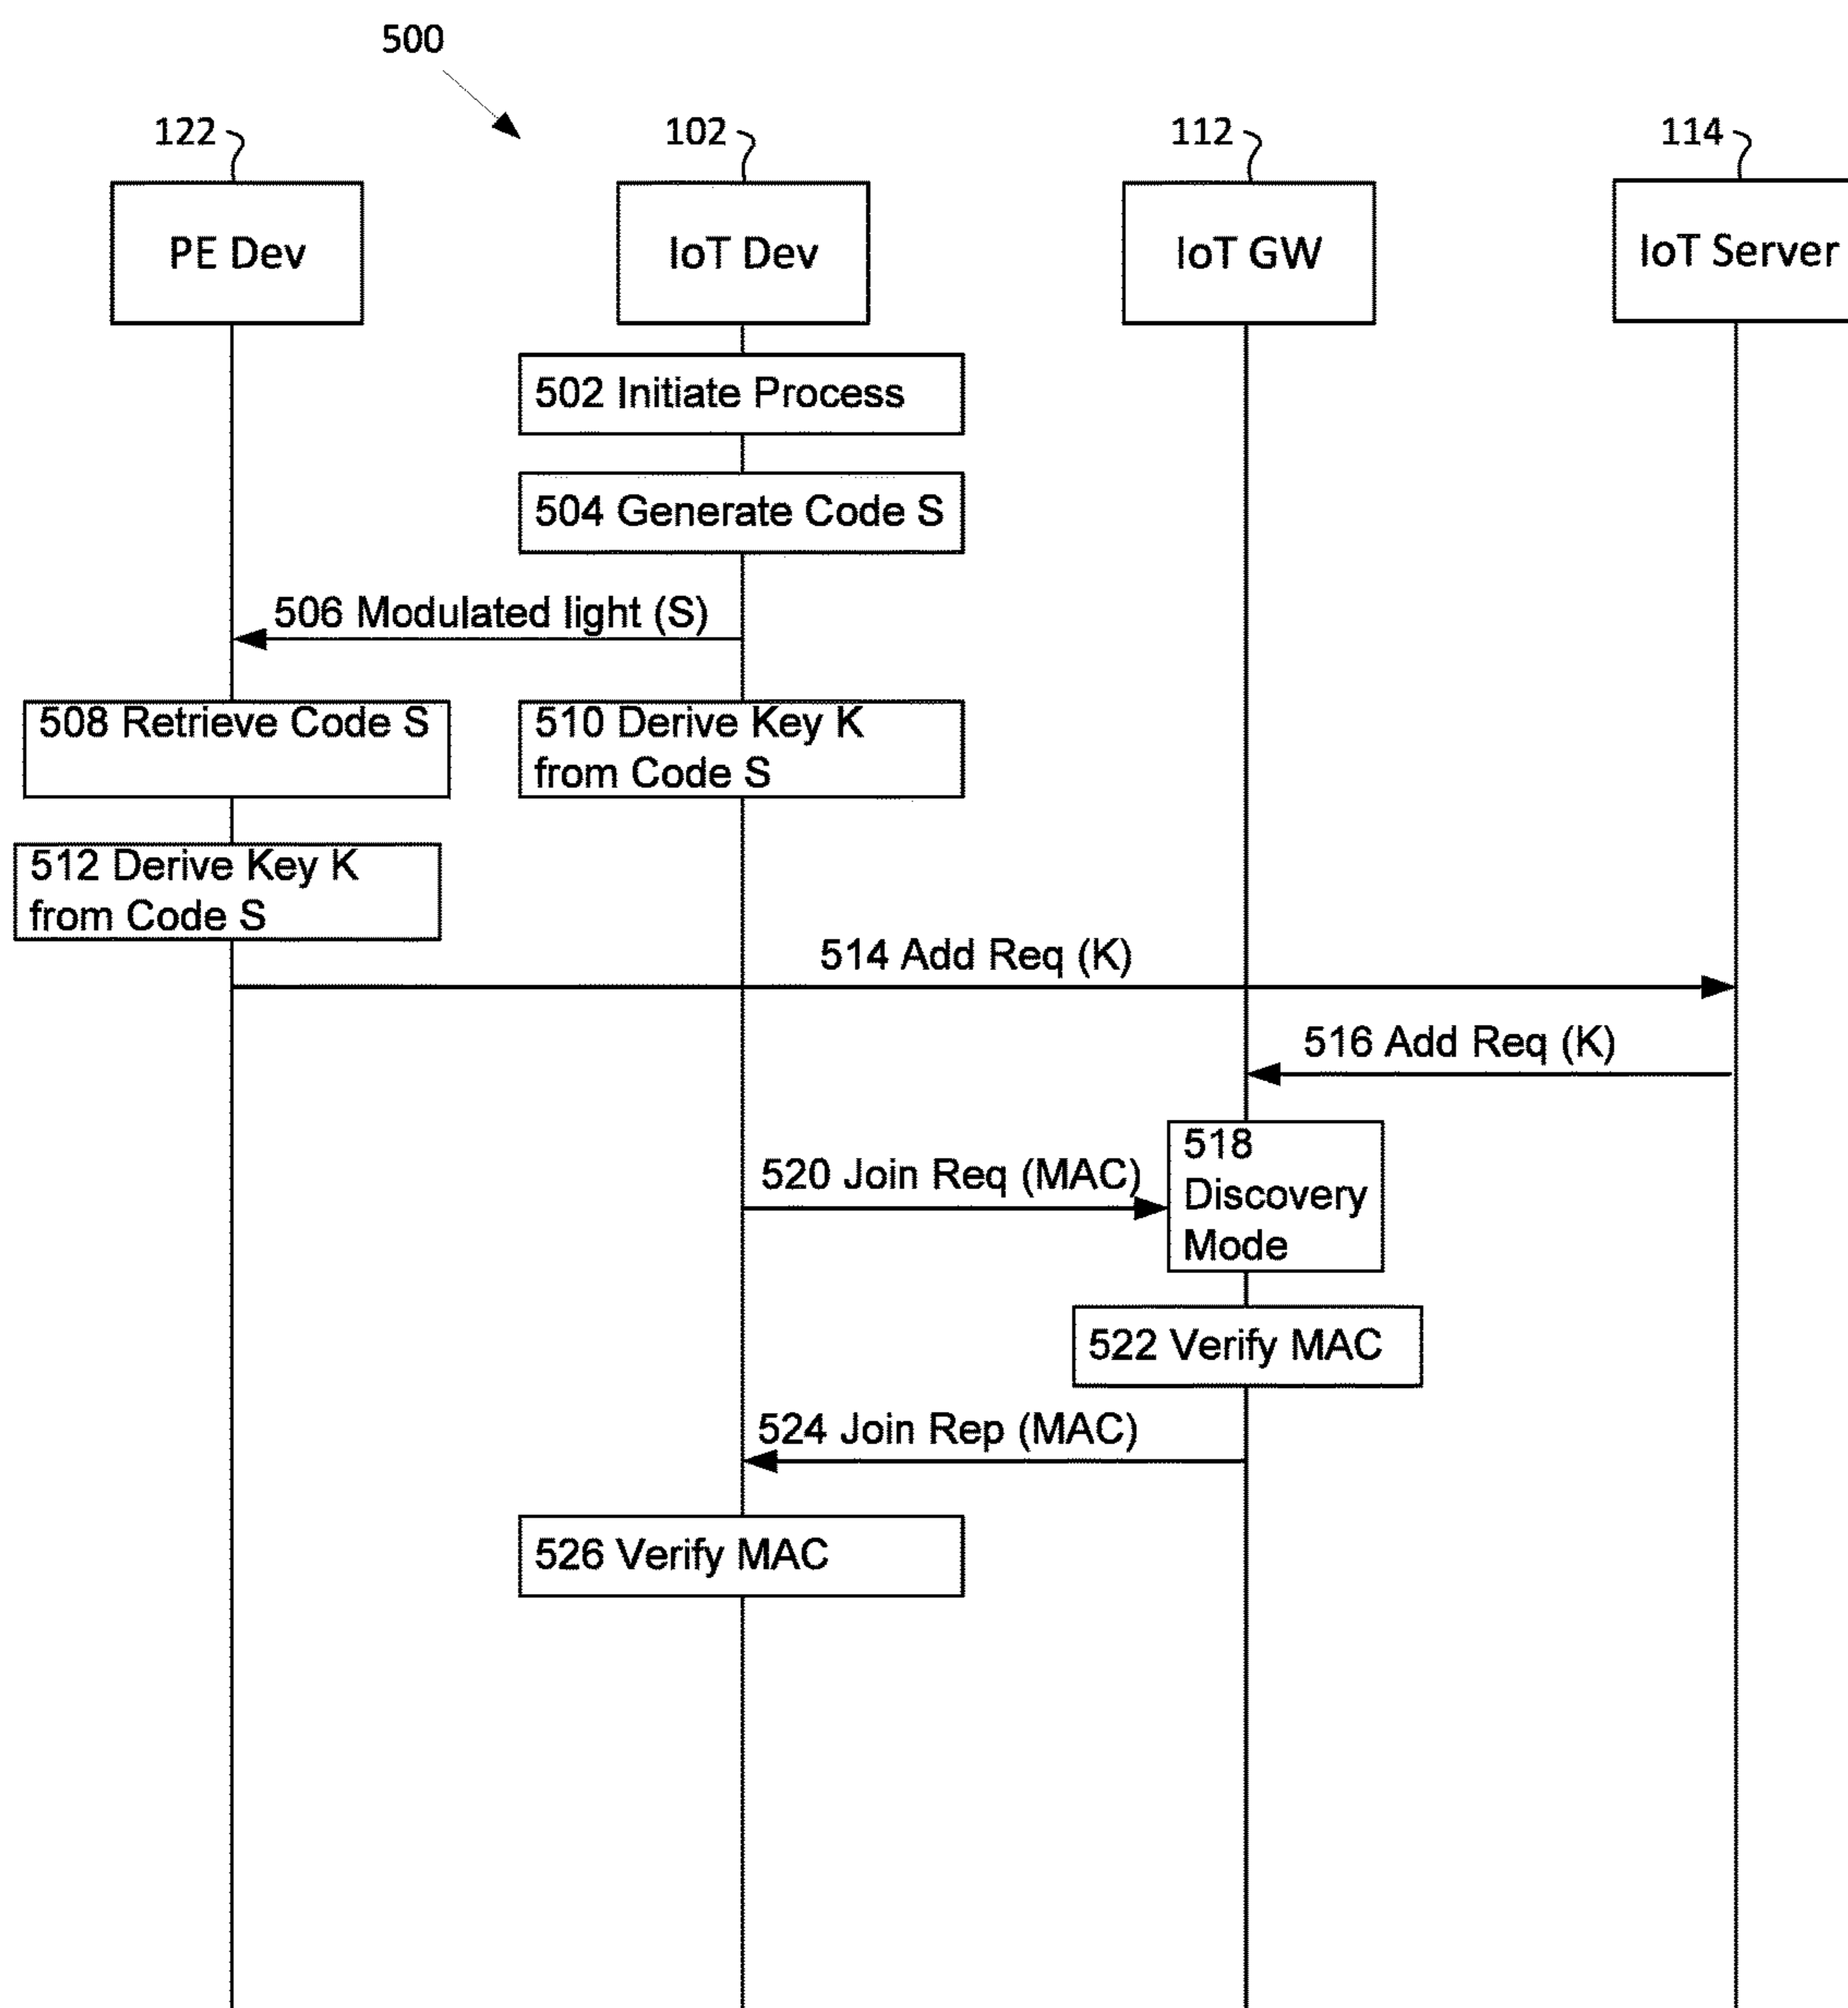 500
122
102
112
114
PE Dev
IoT Dev
IoT GW
IoT Server
502 Initiate Process
504 Generate Code S
506 Modulated light (S)
508 Retrieve Code S
510 Derive Key K
from Code S
512 Derive Key K
from Code S
514 Add Req (K)
516 Add Req (K)
518
Discovery
Mode
520 Join Req (MAC)
522 Verify MAC
524 Join Rep (MAC)
526 Verify MAC